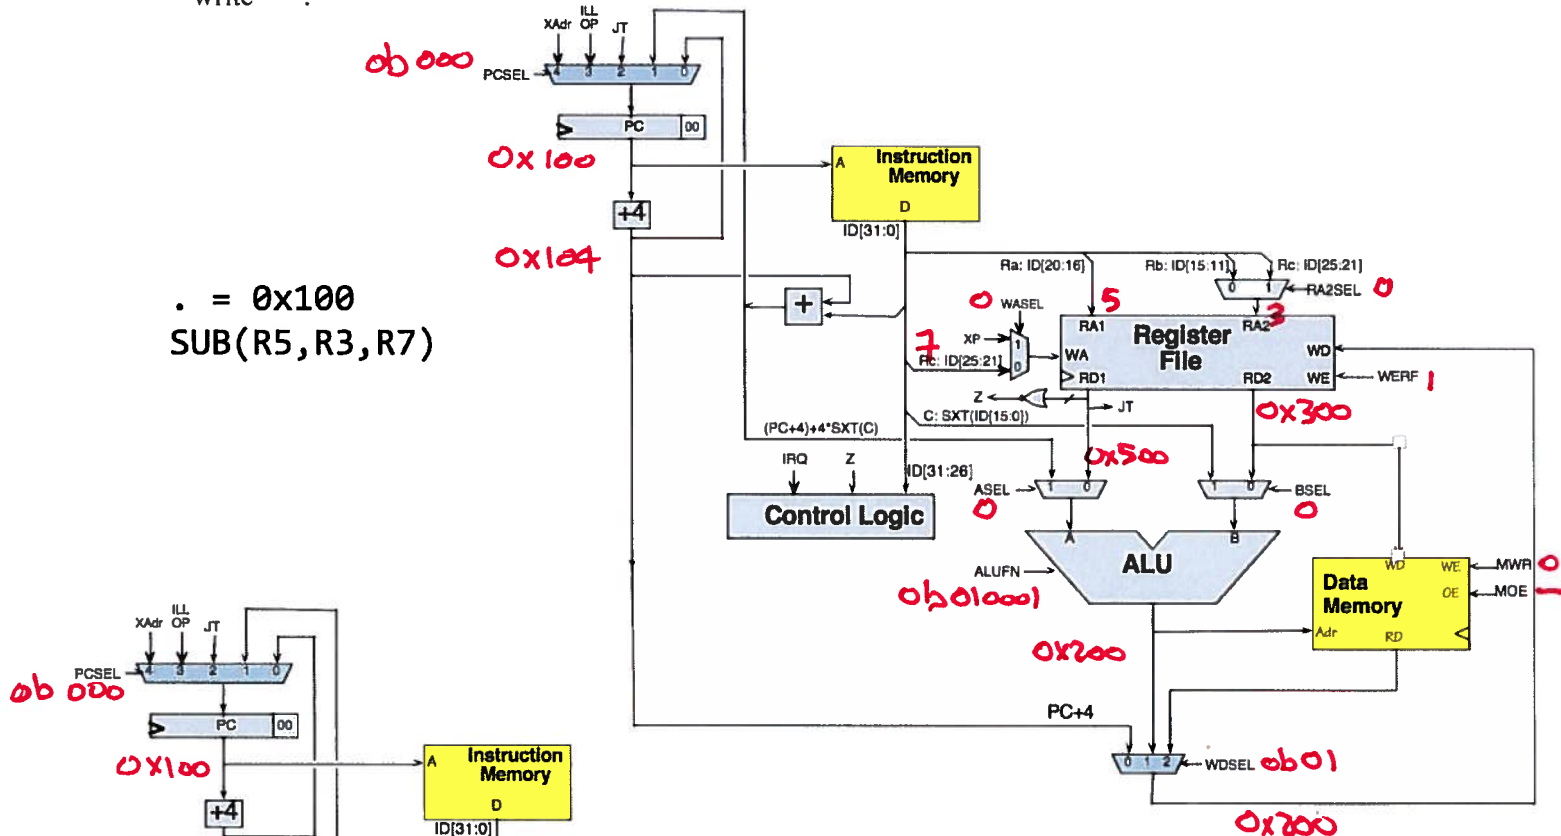 write
ILL
XAdr OP JT
0b000
PCSEL
4 3 2 1 0
PC 00
0x100
A Instruction
Memory
D
+4
ID[31:0]
0x104
Ra: ID[20:16] Rb: ID[15:11] Rc: ID[25:21]
0 1 RA2SEL 0
. = 0x100
SUB(R5,R3,R7)
+
0 WASEL 5 3
RA1 RA2
XP 1 Register
File
7 WA WD
Rc: ID[25:21] 0
RD1 RD2 WE WERF 1
Z JT
0x300
C: SXT(ID[15:0])
(PC+4)+4*SXT(C)
0x500
IRQ Z ID[31:26]
ASEL 1 0 1 0 BSEL
0 0
Control Logic
A B
ALU
ALUFN
0b010001
WD WE MWR 0
Data
Memory OE MOE 1
Adr RD
0x200
PC+4
0 1 2 WDSEL 0b01
0x200
ILL
XAdr OP JT
PCSEL 4 3 2 1 0
0b000
PC 00
0x100
A Instruction
Memory
D
+4
ID[31:0]